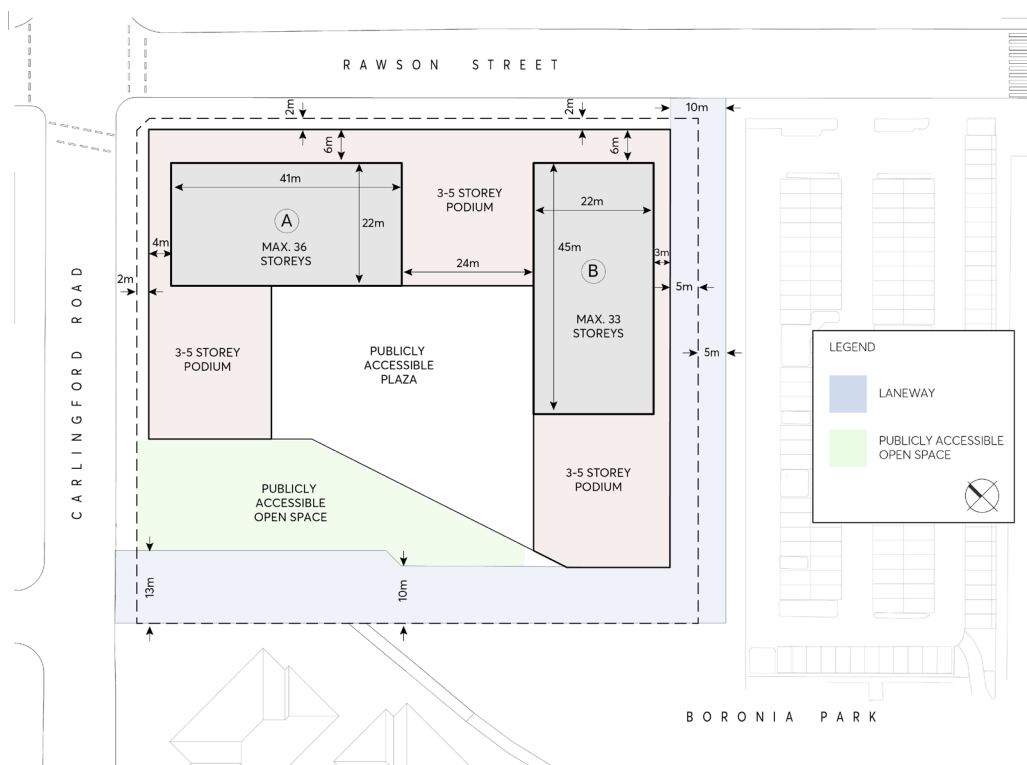 RAWSON STREET
2m
2m
10m
6m
6m
41m
A
MAX. 36
STOREYS
22m
3-5 STOREY
PODIUM
22m
45m
B
MAX. 33
STOREYS
4m
24m
3m
2m
5m
5m
CARLINGFORD ROAD
3-5 STOREY
PODIUM
PUBLICLY
ACCESSIBLE
PLAZA
LEGEND
LANEWAY
PUBLICLY ACCESSIBLE
OPEN SPACE
3-5 STOREY
PODIUM
PUBLICLY
ACCESSIBLE
OPEN SPACE
13m
10m
BORONIA PARK